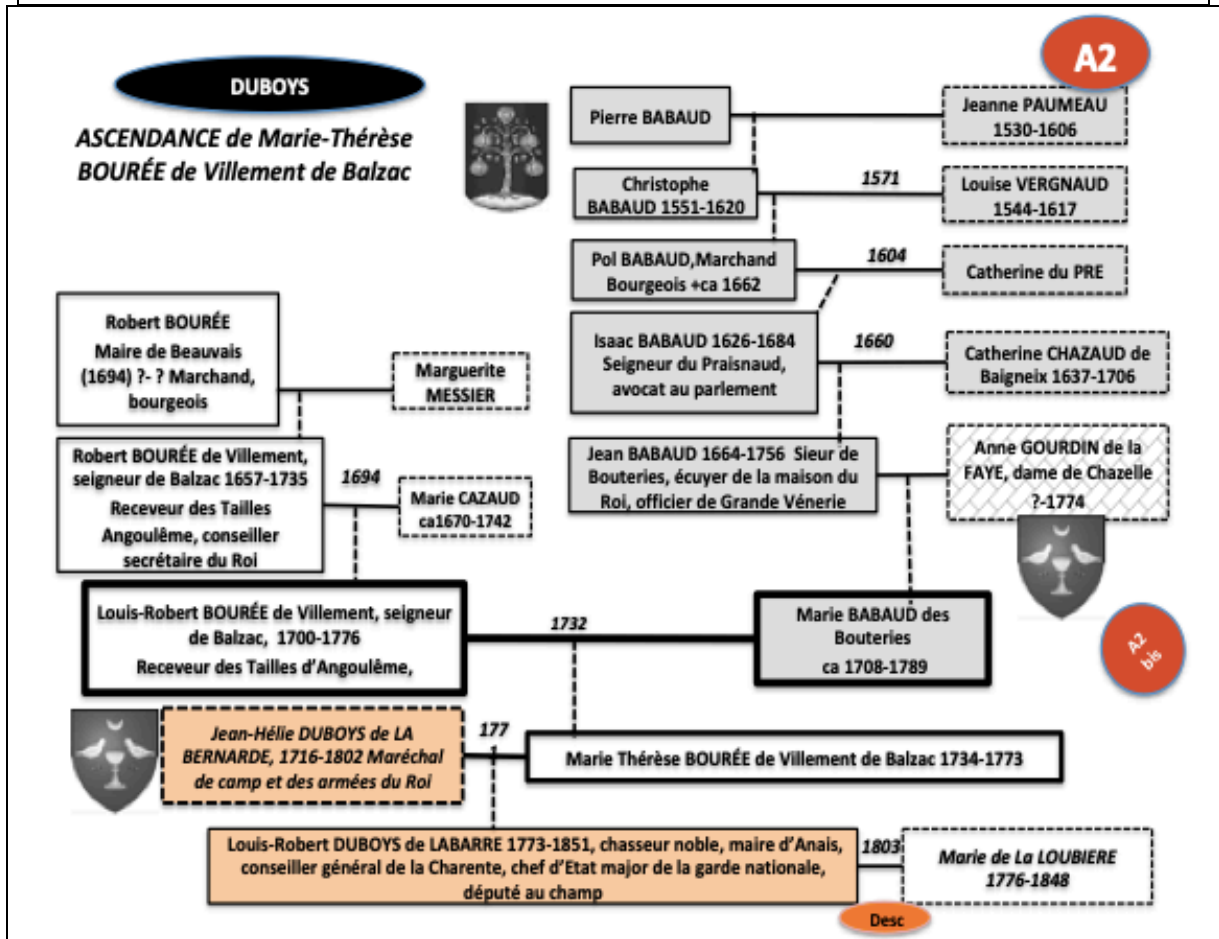 A2
DUBOYS
ASCENDANCE de Marie-Thérèse
BOURÉE de Villement de Balzac
Pierre BABAUD
Jeanne PAUMEAU
1530-1606
Christophe
BABAUD 1551-1620
1571
Louise VERGNAUD
1544-1617
Pol BABAUD,Marchand
Bourgeois +ca 1662
1604
Catherine du PRE
Robert BOURÉE
Maire de Beauvais
(1694) ?- ? Marchand,
bourgeois
Marguerite
MESSIER
Isaac BABAUD 1626-1684
Seigneur du Praisnaud,
avocat au parlement
1660
Catherine CHAZAUD de
Baigneix 1637-1706
Robert BOURÉE de Villement,
seigneur de Balzac 1657-1735
Receveur des Tailles
Angoulême, conseiller
secrétaire du Roi
1694
Marie CAZAUD
ca1670-1742
Jean BABAUD 1664-1756 Sieur de
Bouteries, écuyer de la maison du
Roi, officier de Grande Vénerie
Anne GOURDIN de la
FAYE, dame de Chazelle
?-1774
Louis-Robert BOURÉE de Villement, seigneur
de Balzac, 1700-1776
Receveur des Tailles d'Angoulême,
1732
Marie BABAUD des
Bouteries
ca 1708-1789
A2
bis
Jean-Hélie DUBOYS de LA
BERNARDE, 1716-1802 Maréchal
de camp et des armées du Roi
177
Marie Thérèse BOURÉE de Villement de Balzac 1734-1773
Louis-Robert DUBOYS de LABARRE 1773-1851, chasseur noble, maire d'Anais,
conseiller général de la Charente, chef d'Etat major de la garde nationale,
député au champ
1803
Marie de La LOUBIERE
1776-1848
Desc